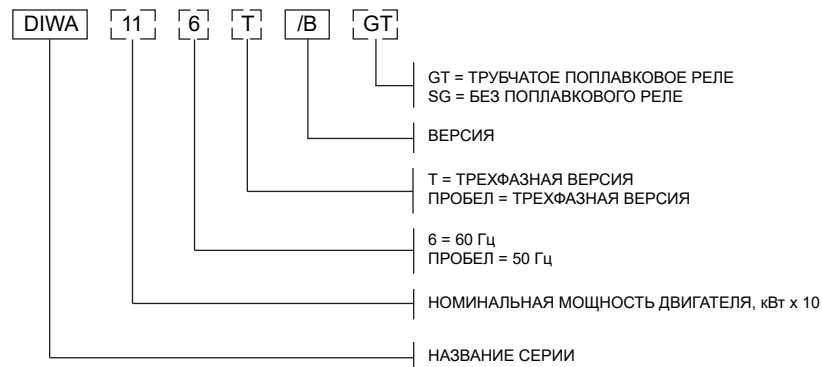 DIWA 11 6 T /B GT
GT = ТРУБЧАТОЕ ПОПЛАВКОВОЕ РЕЛЕ
SG = БЕЗ ПОПЛАВКОВОГО РЕЛЕ
ВЕРСИЯ
T = ТРЕХФАЗНАЯ ВЕРСИЯ
ПРОБЕЛ = ТРЕХФАЗНАЯ ВЕРСИЯ
6 = 60 Гц
ПРОБЕЛ = 50 Гц
НОМИНАЛЬНАЯ МОЩНОСТЬ ДВИГАТЕЛЯ, кВт x 10
НАЗВАНИЕ СЕРИИ